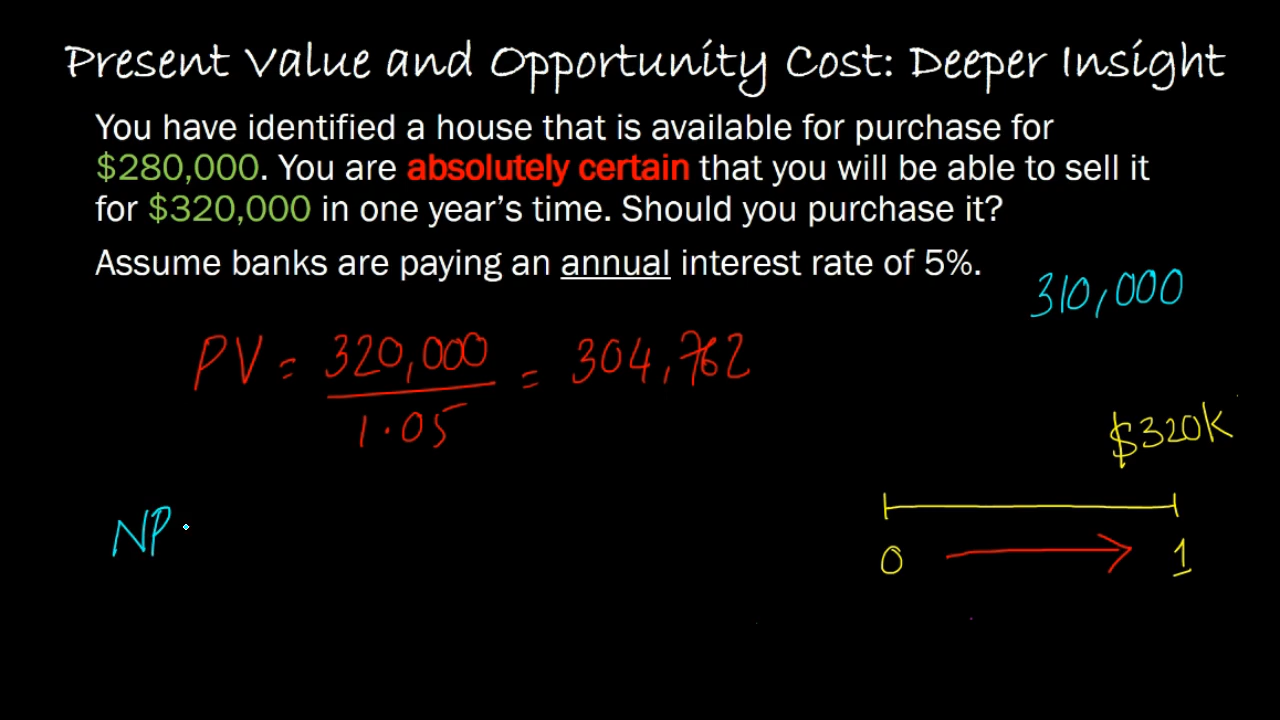 Present Value and Opportunity Cost: Deeper Insight
You have identified a house that is available for purchase for
$280,000. You are absolutely certain that you will be able to sell it
for $320,000 in one year's time. Should you purchase it?
Assume banks are paying an annual interest rate of 5%.
310,000
PV = 320,000 / 1.05 = 304,762
$320K
NP
0 1